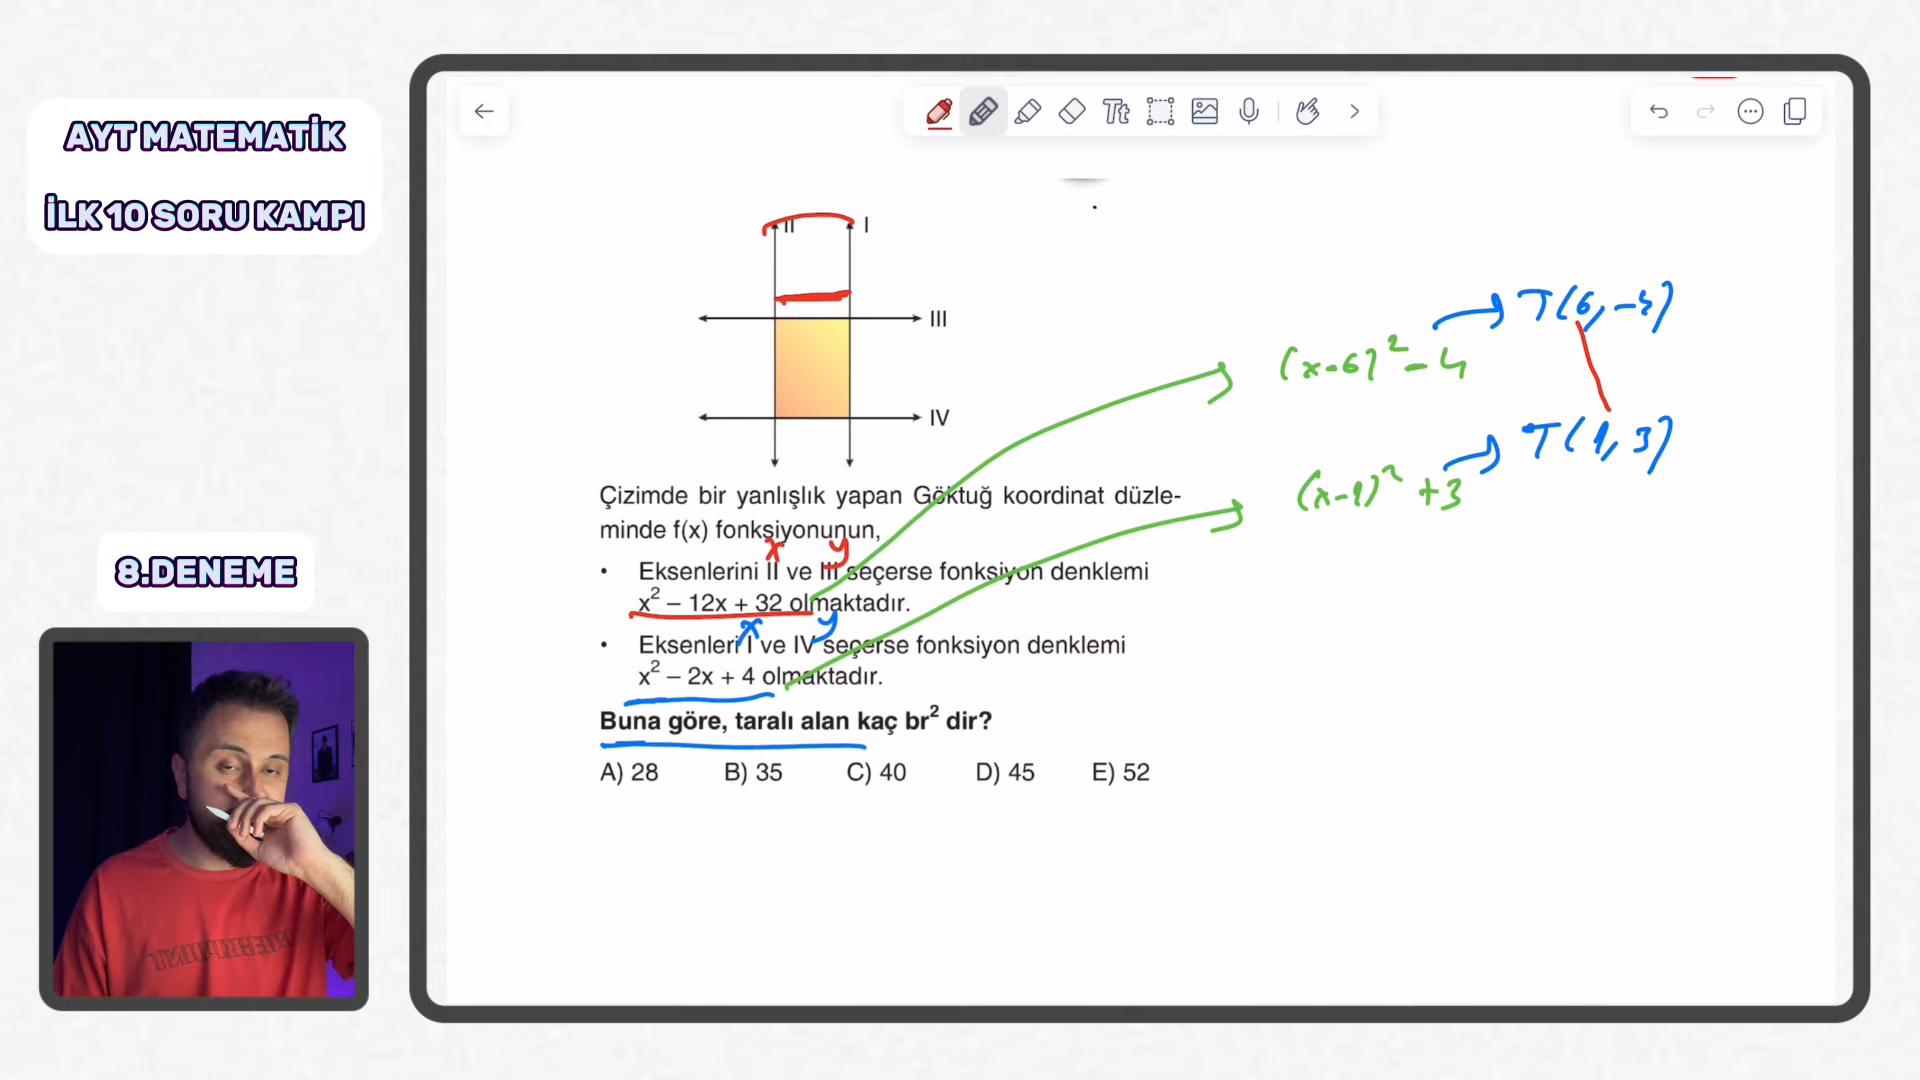 AYT MATEMATİK
İLK 10 SORU KAMPI
8.DENEME
Tt
II
I
III
IV
Çizimde bir yanlışlık yapan Göktuğ koordinat düzle-
minde f(x) fonksiyonunun,
x y
• Eksenlerini II ve III seçerse fonksiyon denklemi
x² – 12x + 32 olmaktadır.
x y
• Eksenleri I ve IV seçerse fonksiyon denklemi
x² – 2x + 4 olmaktadır.
Buna göre, taralı alan kaç br² dir?
A) 28 B) 35 C) 40 D) 45 E) 52
T(6, -4)
(x-6)² - 4
T(1, 3)
(x-1)² + 3